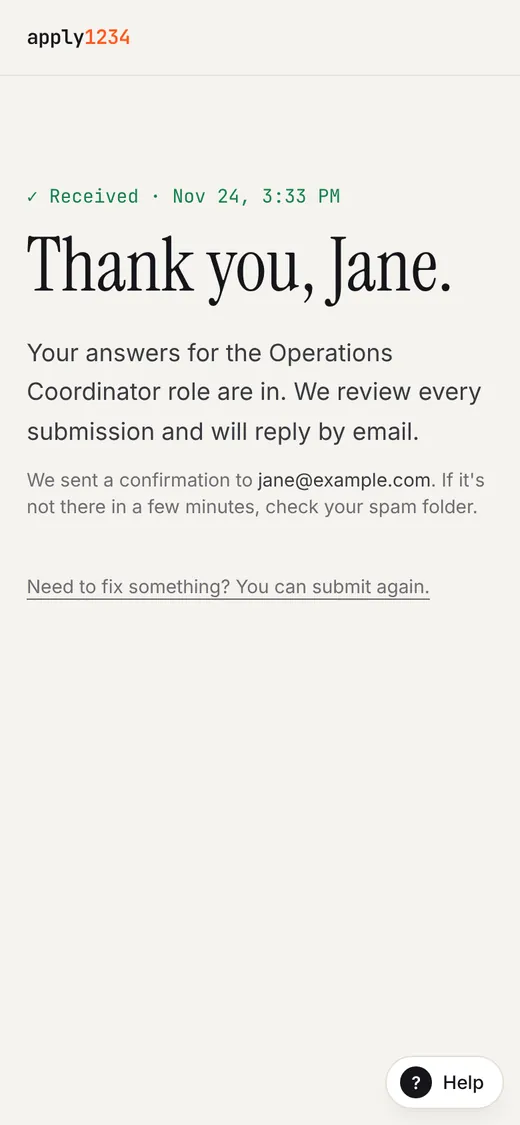 apply1234
✓ Received · Nov 24, 3:33 PM
Thank you, Jane.
Your answers for the Operations
Coordinator role are in. We review every
submission and will reply by email.
We sent a confirmation to jane@example.com. If it's
not there in a few minutes, check your spam folder.
Need to fix something? You can submit again.
? Help